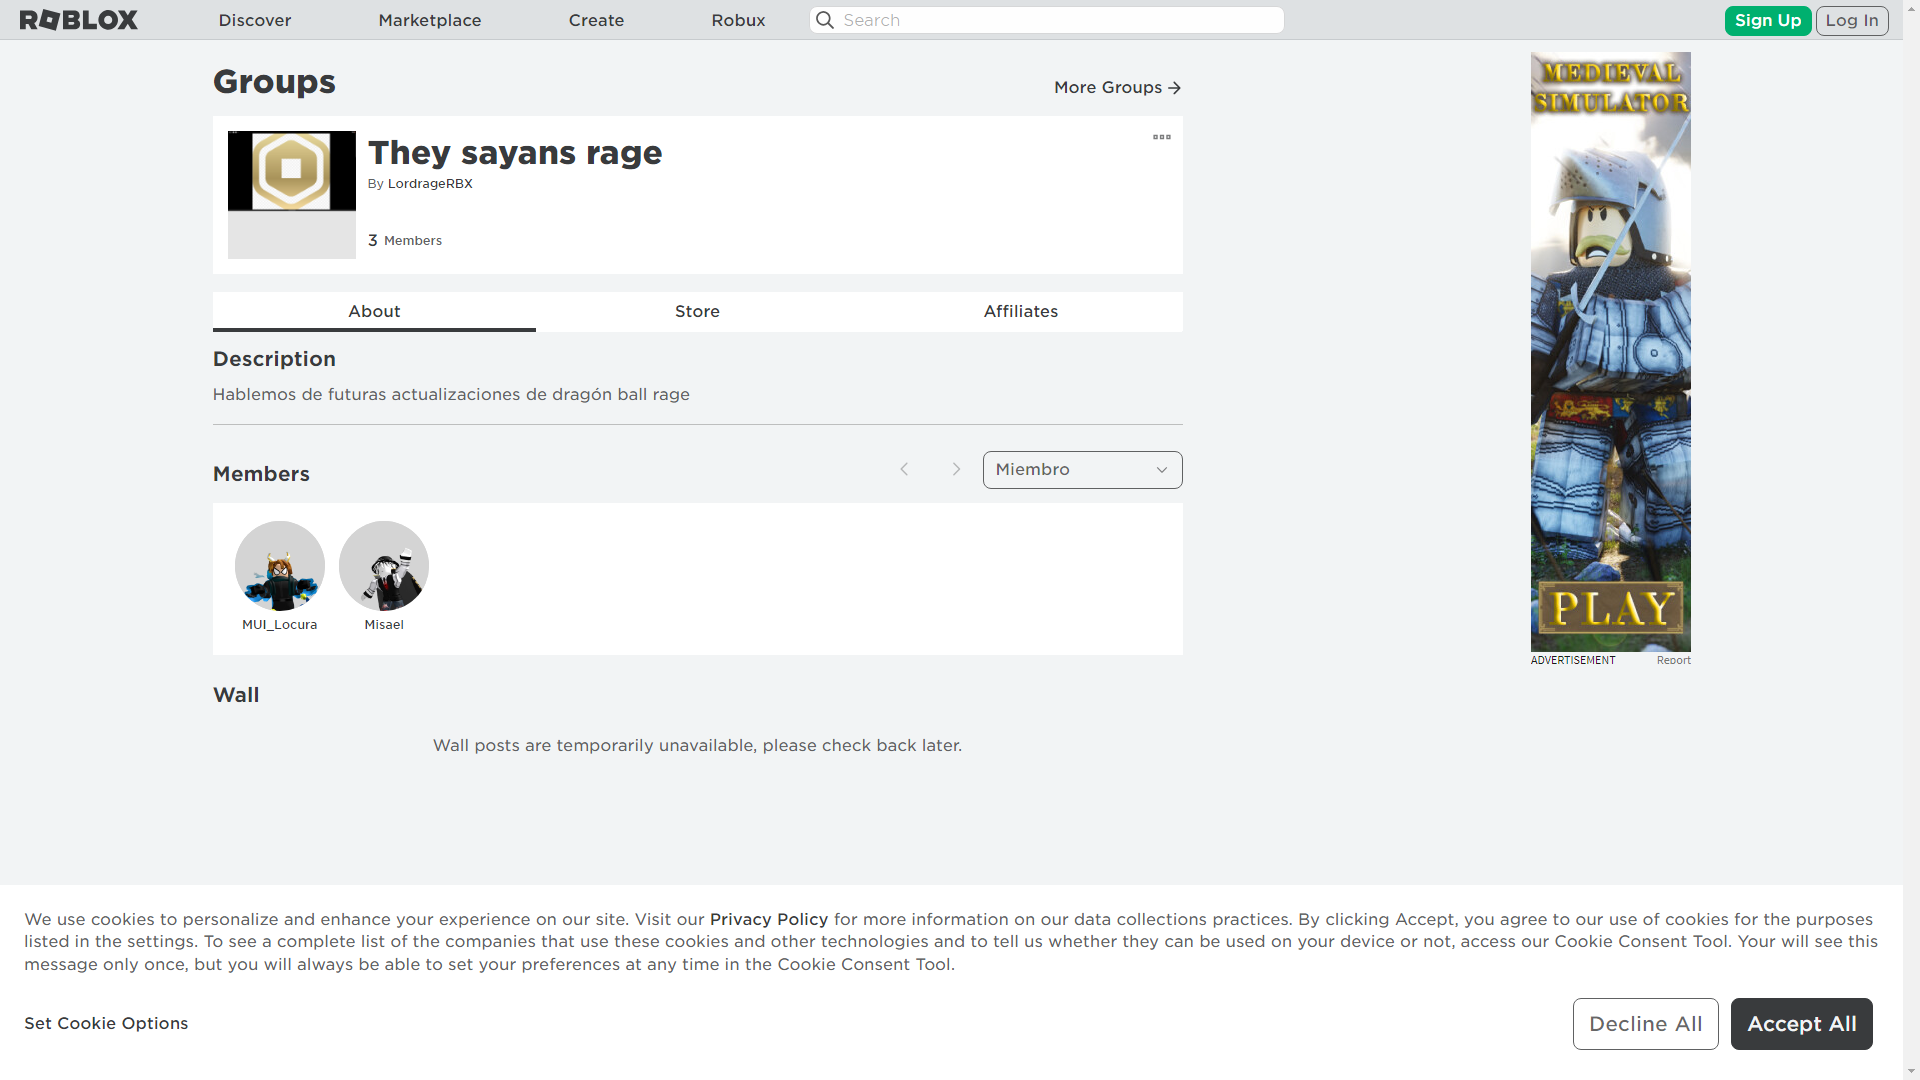 ROBLOX
Discover
Marketplace
Create
Robux
Search
Sign Up
Log In
Groups
More Groups
They sayans rage
By LordrageRBX
3 Members
About
Store
Affiliates
Description
Hablemos de futuras actualizaciones de dragón ball rage
Members
Miembro
MUI_Locura
Misael
Wall
Wall posts are temporarily unavailable, please check back later.
MEDIEVAL
SIMULATOR
PLAY
ADVERTISEMENT
Report
We use cookies to personalize and enhance your experience on our site. Visit our Privacy Policy for more information on our data collections practices. By clicking Accept, you agree to our use of cookies for the purposes
listed in the settings. To see a complete list of the companies that use these cookies and other technologies and to tell us whether they can be used on your device or not, access our Cookie Consent Tool. Your will see this
message only once, but you will always be able to set your preferences at any time in the Cookie Consent Tool.
Set Cookie Options
Decline All
Accept All